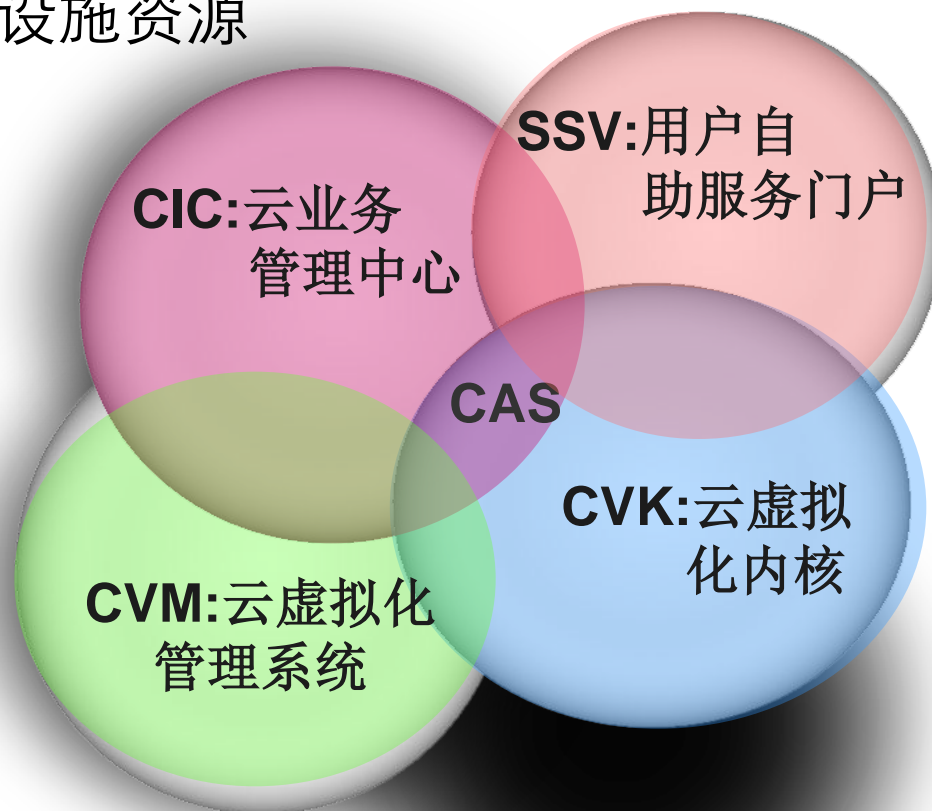 设施资源
SSV:用户自
助服务门户
CIC:云业务
管理中心
CAS
CVK:云虚拟
化内核
CVM:云虚拟化
管理系统